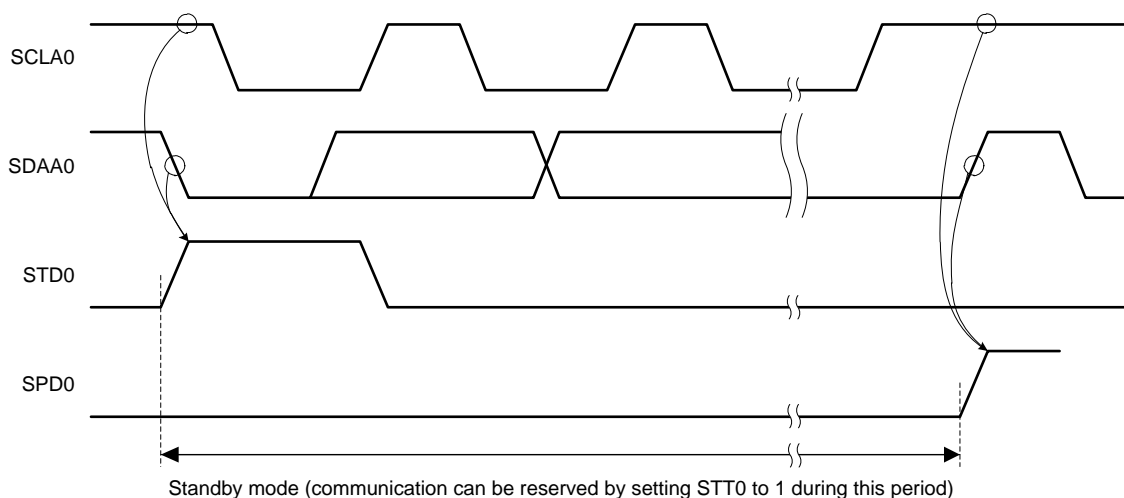 SCLA0
SDAA0
STD0
SPD0
Standby mode (communication can be reserved by setting STT0 to 1 during this period)